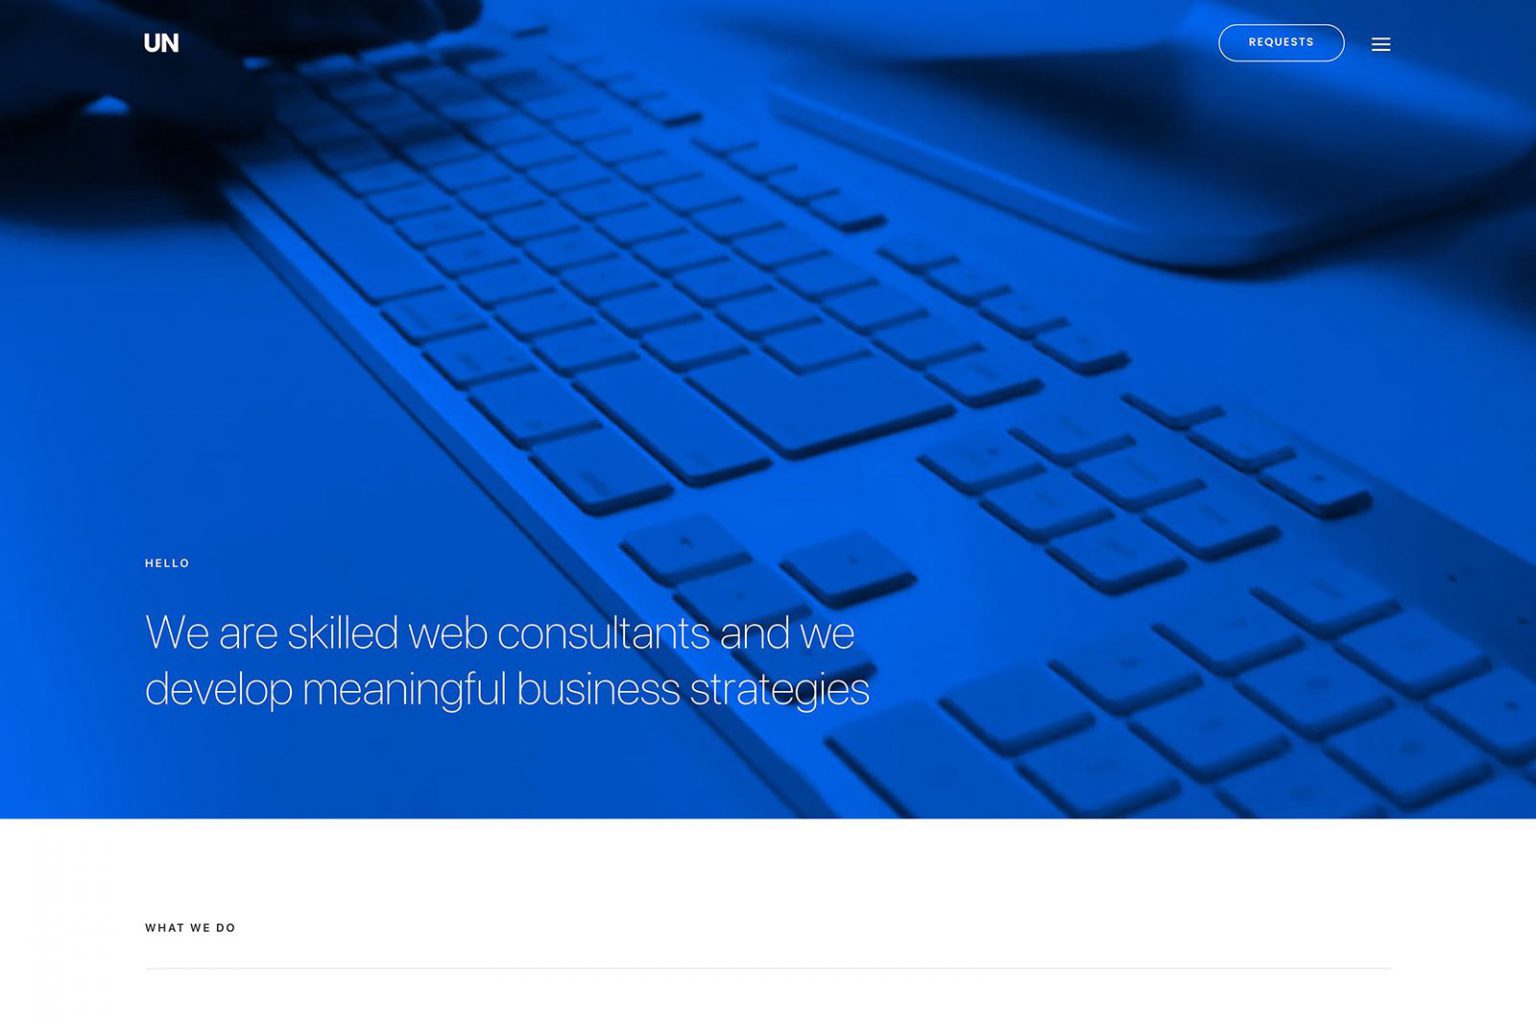 UN
REQUESTS
HELLO
We are skilled web consultants and we
develop meaningful business strategies
WHAT WE DO